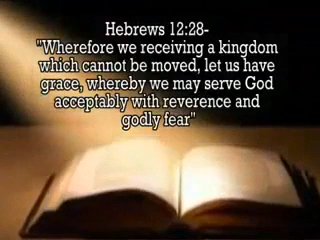 Hebrews 12:28-
"Wherefore we receiving a kingdom
which cannot be moved, let us have
grace, whereby we may serve God
acceptably with reverence and
godly fear"